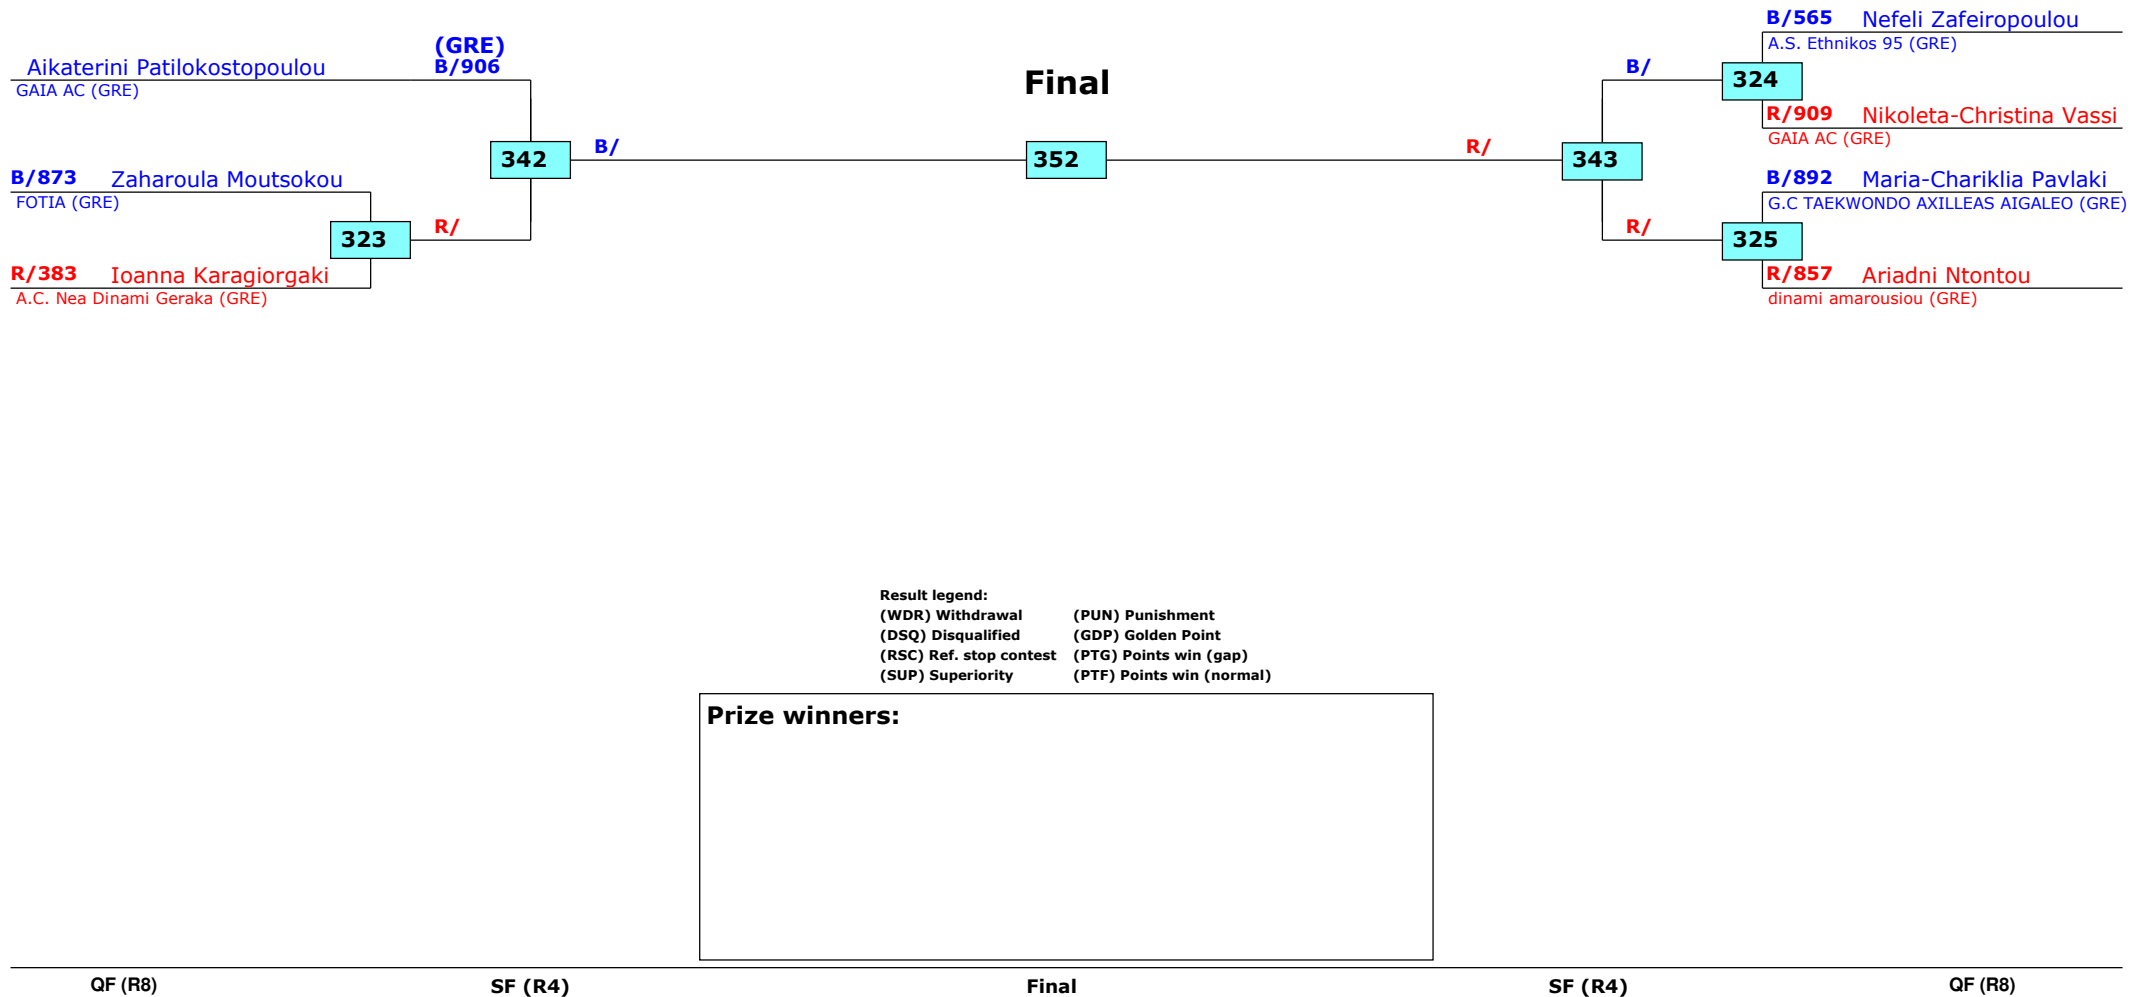 (GRE)
Aikaterini Patilokostopoulou B/906
GAIA AC (GRE)
B/873 Zaharoula Moutsokou
FOTIA (GRE)
R/383 Ioanna Karagiorgaki
A.C. Nea Dinami Geraka (GRE)
323
R/
342
B/
Final
352
R/
343
B/
R/
324
325
B/565 Nefeli Zafeiropoulou
A.S. Ethnikos 95 (GRE)
R/909 Nikoleta-Christina Vassi
GAIA AC (GRE)
B/892 Maria-Chariklia Pavlaki
G.C TAEKWONDO AXILLEAS AIGALEO (GRE)
R/857 Ariadni Ntontou
dinami amarousiou (GRE)
Result legend:
(WDR) Withdrawal (PUN) Punishment
(DSQ) Disqualified (GDP) Golden Point
(RSC) Ref. stop contest (PTG) Points win (gap)
(SUP) Superiority (PTF) Points win (normal)
Prize winners:
QF (R8) SF (R4) Final SF (R4) QF (R8)